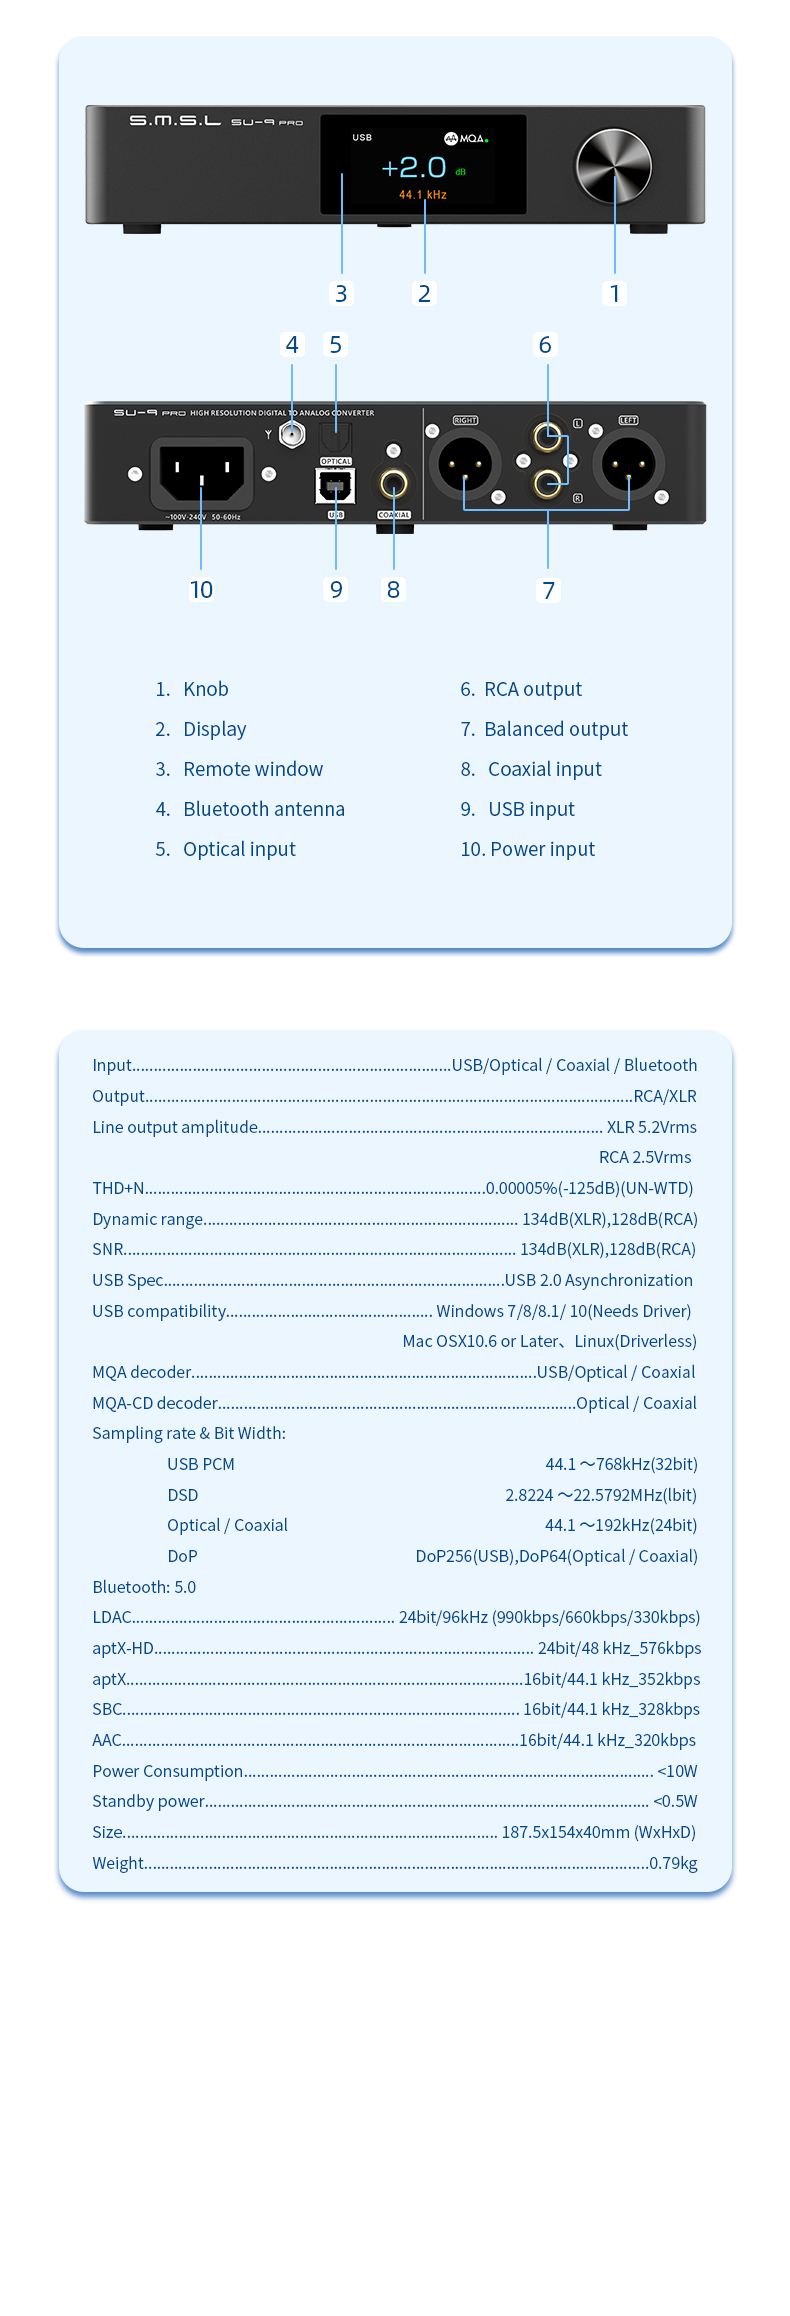 S.M.S.L SU-9 PRO
USB
MQA
+2.0 dB
44.1 kHz
3 2 1
4 5 6
SU-9 PRO HIGH RESOLUTION DIGITAL TO ANALOG CONVERTER
RIGHT L LEFT
OPTICAL
R
~100V-240V 50-60Hz USB COAXIAL
10 9 8 7
1. Knob
2. Display
3. Remote window
4. Bluetooth antenna
5. Optical input
6. RCA output
7. Balanced output
8. Coaxial input
9. USB input
10. Power input
Input..........................................................................USB/Optical / Coaxial / Bluetooth
Output.................................................................................................................RCA/XLR
Line output amplitude................................................................................ XLR 5.2Vrms
RCA 2.5Vrms
THD+N...............................................................................0.00005%(-125dB)(UN-WTD)
Dynamic range......................................................................... 134dB(XLR),128dB(RCA)
SNR........................................................................................... 134dB(XLR),128dB(RCA)
USB Spec...............................................................................USB 2.0 Asynchronization
USB compatibility................................................ Windows 7/8/8.1/ 10(Needs Driver)
Mac OSX10.6 or Later、Linux(Driverless)
MQA decoder................................................................................USB/Optical / Coaxial
MQA-CD decoder...................................................................................Optical / Coaxial
Sampling rate & Bit Width:
USB PCM 44.1 ～768kHz(32bit)
DSD 2.8224 ～22.5792MHz(lbit)
Optical / Coaxial 44.1 ～192kHz(24bit)
DoP DoP256(USB),DoP64(Optical / Coaxial)
Bluetooth: 5.0
LDAC............................................................. 24bit/96kHz (990kbps/660kbps/330kbps)
aptX-HD........................................................................................ 24bit/48 kHz_576kbps
aptX............................................................................................16bit/44.1 kHz_352kbps
SBC............................................................................................ 16bit/44.1 kHz_328kbps
AAC............................................................................................16bit/44.1 kHz_320kbps
Power Consumption............................................................................................... <10W
Standby power....................................................................................................... <0.5W
Size....................................................................................... 187.5x154x40mm (WxHxD)
Weight.....................................................................................................................0.79kg